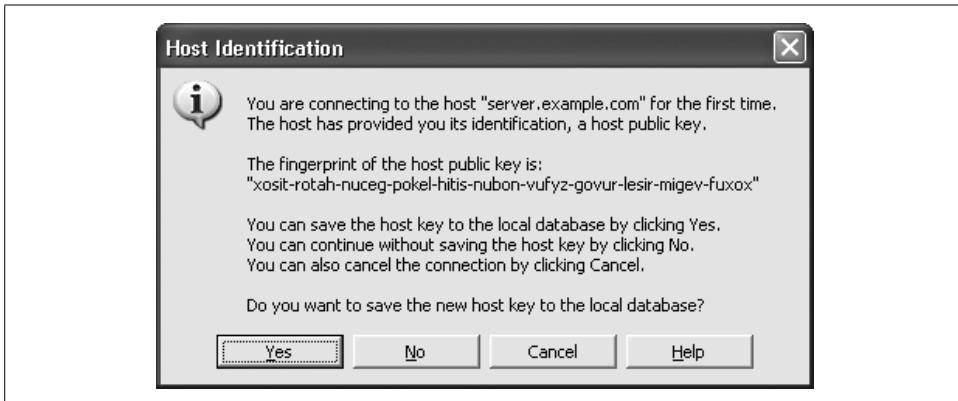 Host Identification
You are connecting to the host "server.example.com" for the first time.
The host has provided you its identification, a host public key.
The fingerprint of the host public key is:
"xosit-rotah-nuceg-pokel-hitis-nubon-vufyz-govur-lesir-migev-fuxox"
You can save the host key to the local database by clicking Yes.
You can continue without saving the host key by clicking No.
You can also cancel the connection by clicking Cancel.
Do you want to save the new host key to the local database?
Yes No Cancel Help